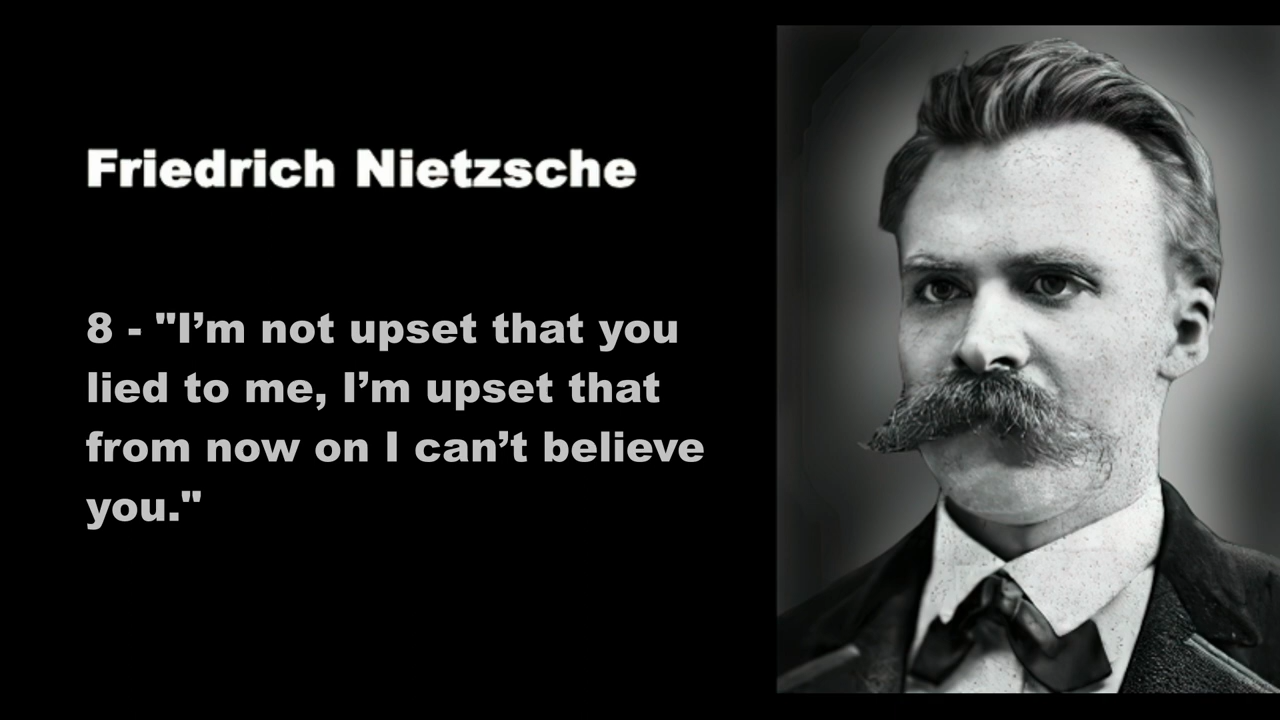 Friedrich Nietzsche
8 - "I’m not upset that you
lied to me, I’m upset that
from now on I can’t believe
you."